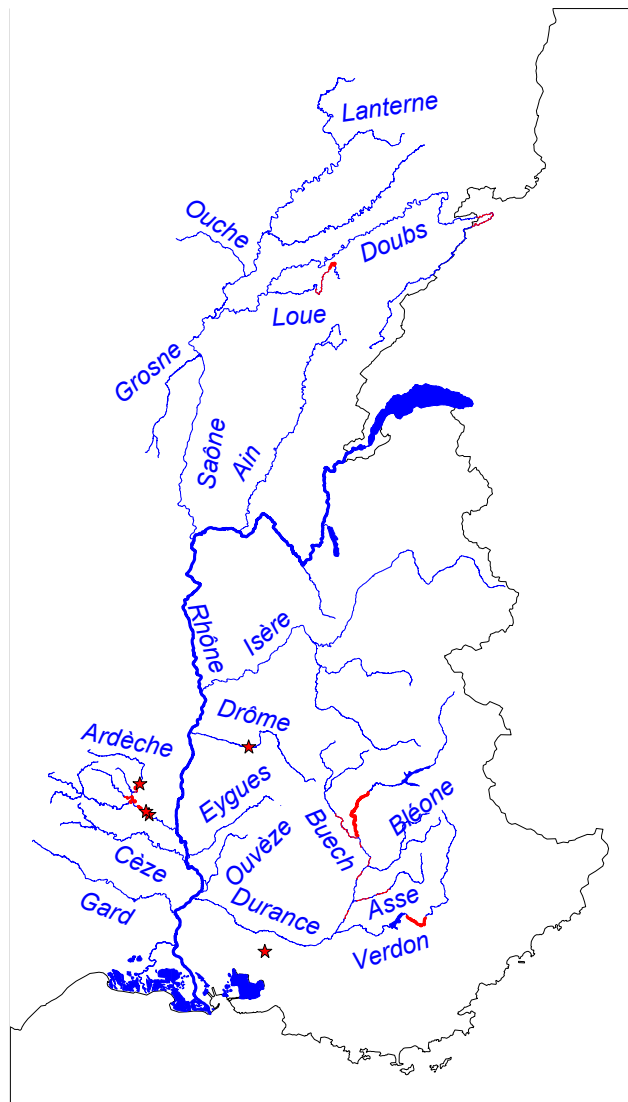 Lanterne
Ouche
Doubs
Loue
Grosne
Saône
Ain
Rhône
Isère
Drôme
Ardèche
Eygues
Buech
Bléone
Ouvèze
Cèze
Gard
Durance
Asse
Verdon